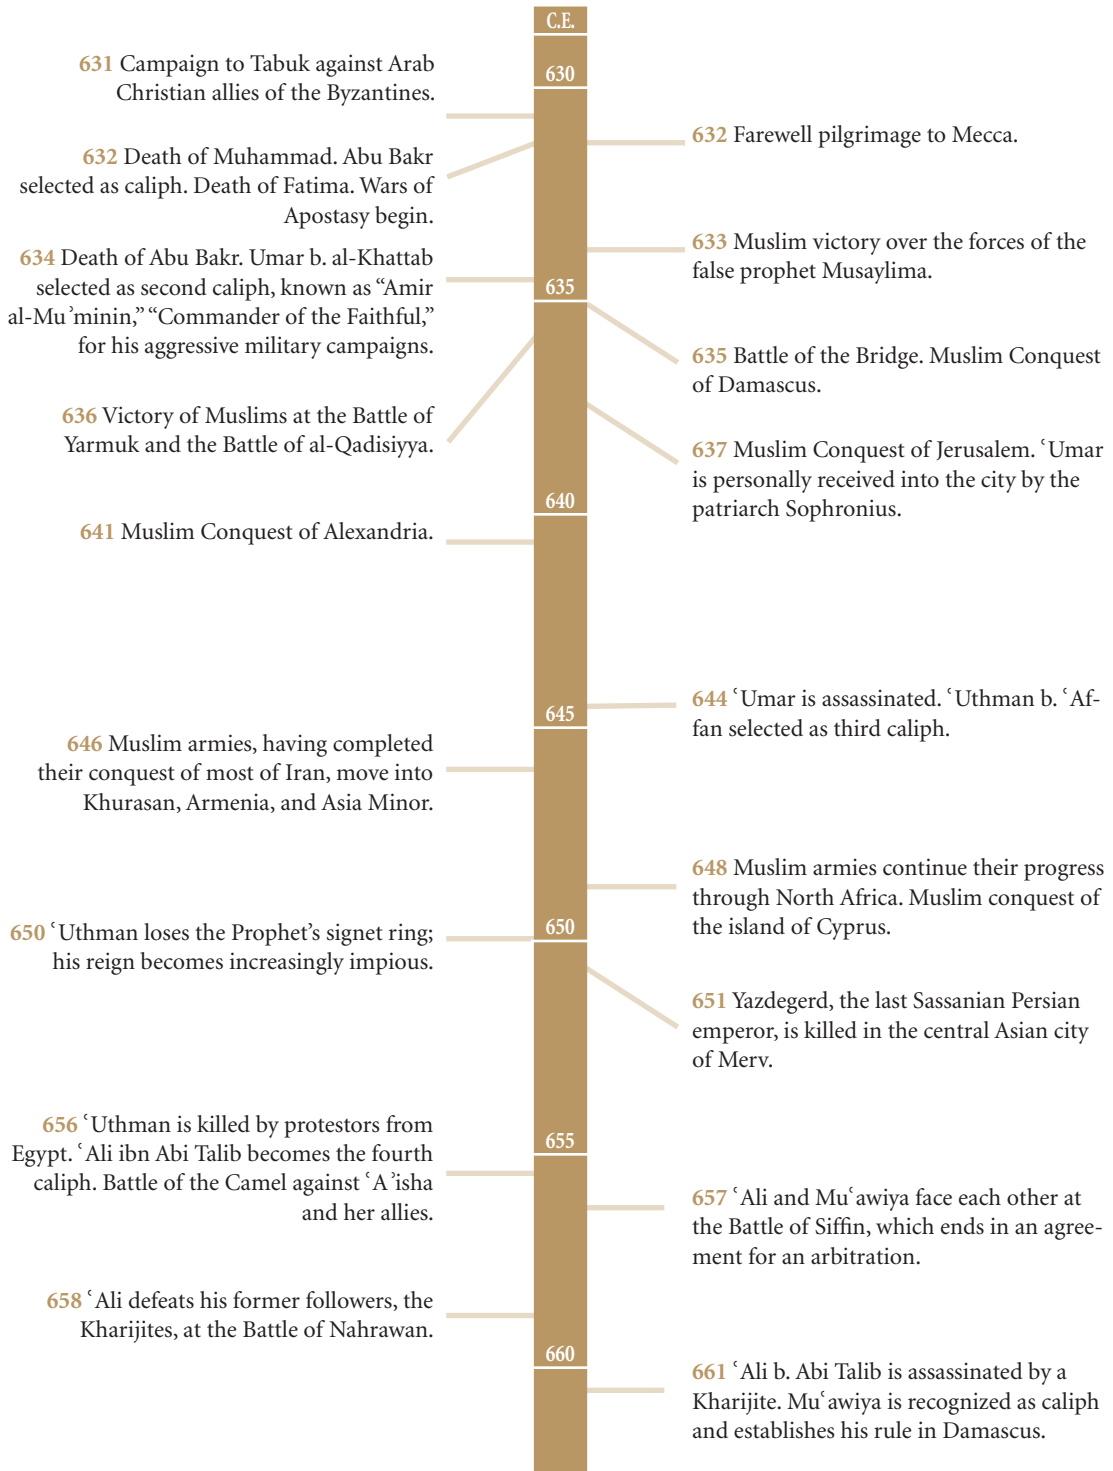 C.E.
630
631 Campaign to Tabuk against Arab
Christian allies of the Byzantines.
632 Farewell pilgrimage to Mecca.
632 Death of Muhammad. Abu Bakr
selected as caliph. Death of Fatima. Wars of
Apostasy begin.
633 Muslim victory over the forces of the
false prophet Musaylima.
634 Death of Abu Bakr. Umar b. al-Khattab
selected as second caliph, known as “Amir
al-Muʾminin,” “Commander of the Faithful,”
for his aggressive military campaigns.
635
635 Battle of the Bridge. Muslim Conquest
of Damascus.
636 Victory of Muslims at the Battle of
Yarmuk and the Battle of al-Qadisiyya.
637 Muslim Conquest of Jerusalem. ʿUmar
is personally received into the city by the
patriarch Sophronius.
640
641 Muslim Conquest of Alexandria.
644 ʿUmar is assassinated. ʿUthman b. ʿAf-
fan selected as third caliph.
645
646 Muslim armies, having completed
their conquest of most of Iran, move into
Khurasan, Armenia, and Asia Minor.
648 Muslim armies continue their progress
through North Africa. Muslim conquest of
the island of Cyprus.
650
650 ʿUthman loses the Prophet’s signet ring;
his reign becomes increasingly impious.
651 Yazdegerd, the last Sassanian Persian
emperor, is killed in the central Asian city
of Merv.
655
656 ʿUthman is killed by protestors from
Egypt. ʿAli ibn Abi Talib becomes the fourth
caliph. Battle of the Camel against ʿAʾisha
and her allies.
657 ʿAli and Muʿawiya face each other at
the Battle of Siffin, which ends in an agree-
ment for an arbitration.
658 ʿAli defeats his former followers, the
Kharijites, at the Battle of Nahrawan.
660
661 ʿAli b. Abi Talib is assassinated by a
Kharijite. Muʿawiya is recognized as caliph
and establishes his rule in Damascus.